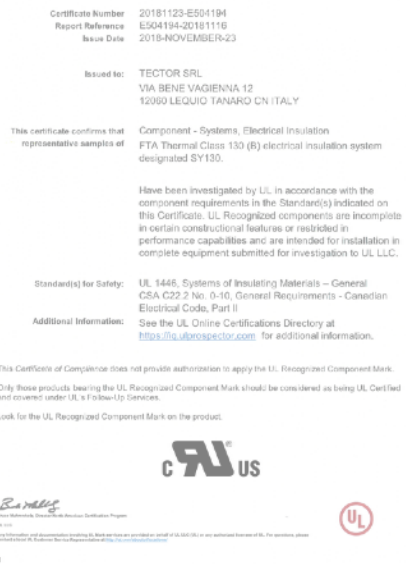 Certificate Number 20181123-E504194
Report Reference E504194-20181116
Issue Date 2018-NOVEMBER-23
Issued to: TECTOR SRL
VIA BENE VAGIENNA 12
12060 LEQUIO TANARO CN ITALY
This certificate confirms that Component - Systems, Electrical Insulation
representative samples of FTA Thermal Class 130 (B) electrical insulation system
designated SY130.
Have been investigated by UL in accordance with the
component requirements in the Standard(s) indicated on
this Certificate. UL Recognized components are incomplete
in certain constructional features or restricted in
performance capabilities and are intended for installation in
complete equipment submitted for investigation to UL LLC.
Standard(s) for Safety: UL 1446, Systems of Insulating Materials – General
CSA C22.2 No. 0-10, General Requirements - Canadian
Electrical Code, Part II
Additional Information: See the UL Online Certifications Directory at
https://iq.ulprospector.com for additional information.
This Certificate of Compliance does not provide authorization to apply the UL Recognized Component Mark.
Only those products bearing the UL Recognized Component Mark should be considered as being UL Certified
and covered under UL's Follow-Up Services.
Look for the UL Recognized Component Mark on the product.
c RU ® US
UL